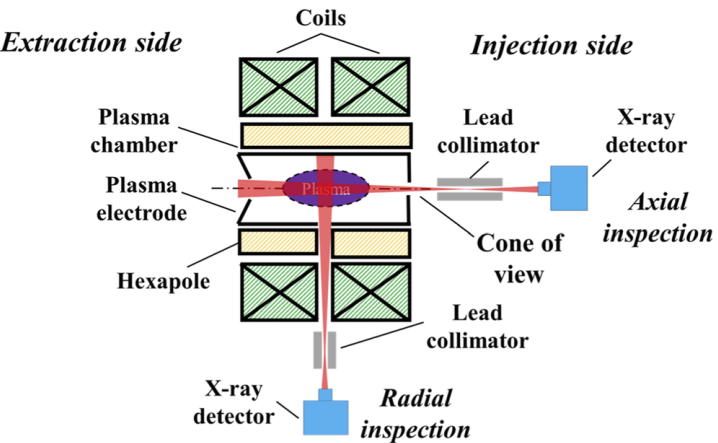 Coils
Extraction side
Injection side
Plasma
chamber
Lead
collimator
X-ray
detector
Plasma
electrode
Plasma
Axial
inspection
Cone of
view
Hexapole
Lead
collimator
X-ray
detector
Radial
inspection